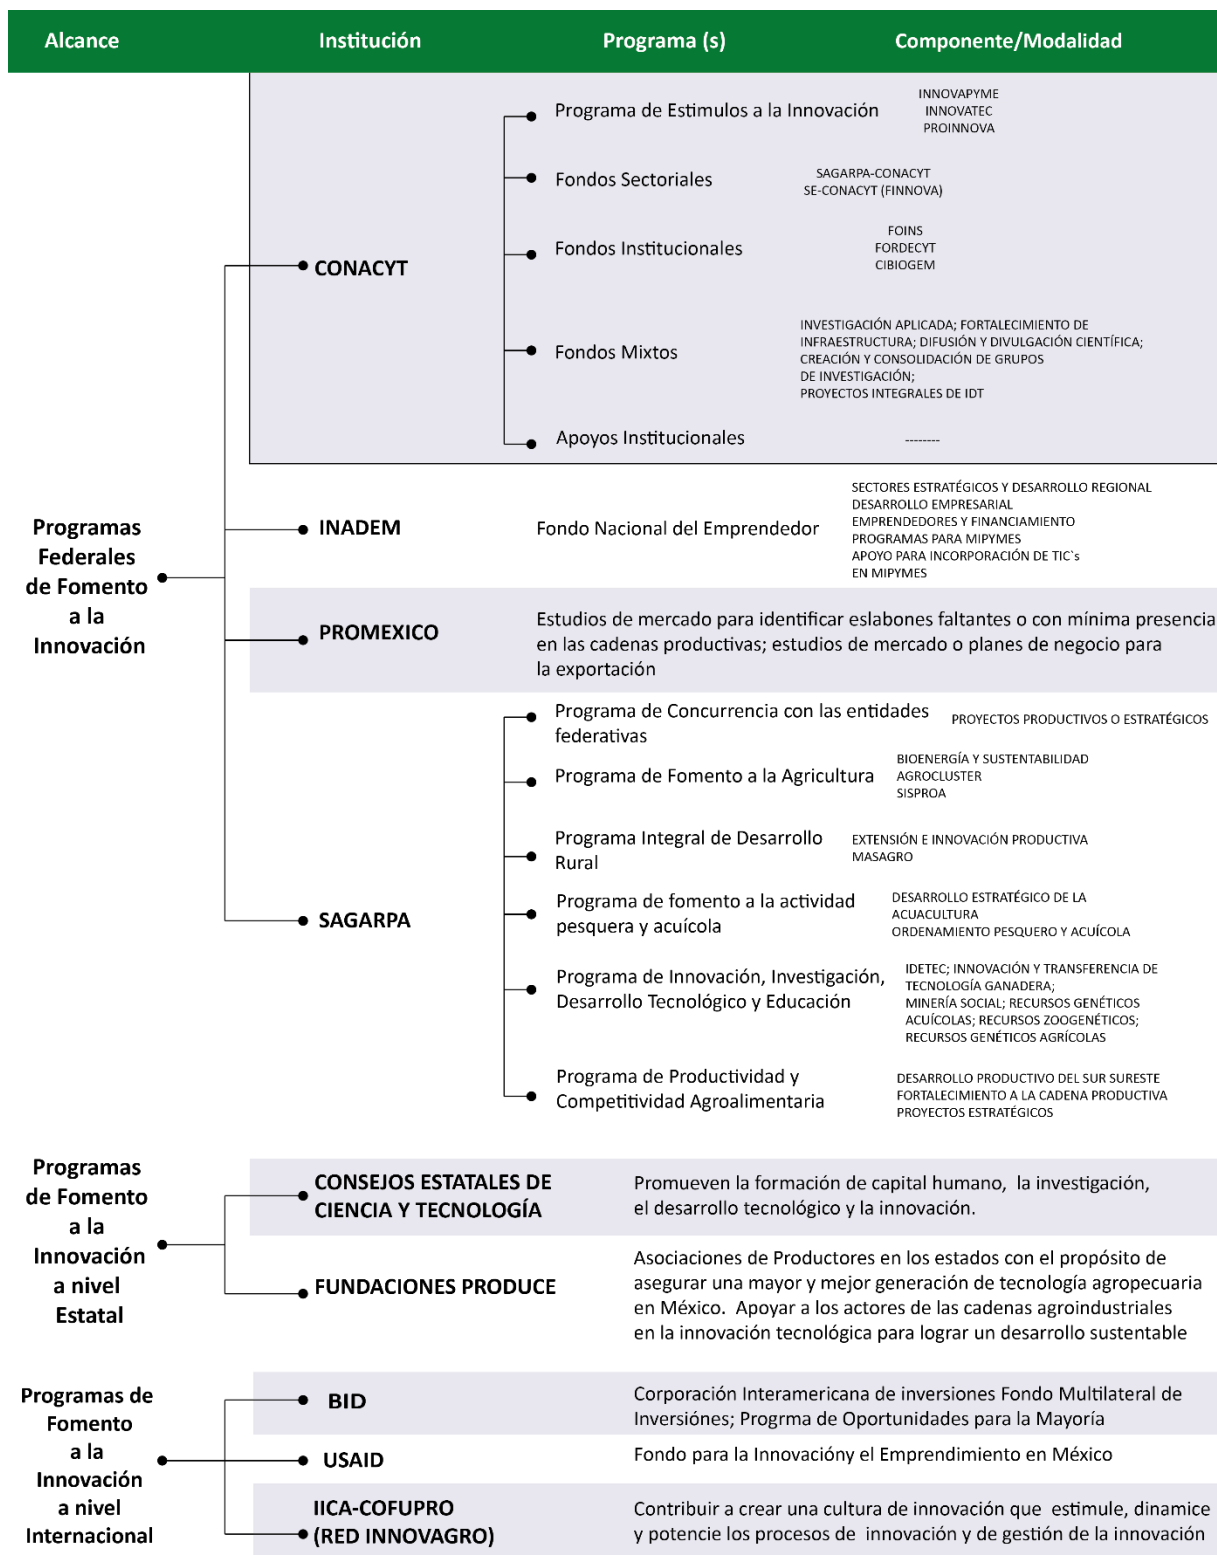 Alcance
Institución
Programa (s)
Componente/Modalidad
Programas
Federales
de Fomento
a la
Innovación
CONACYT
Programa de Estimulos a la Innovación
INNOVAPYME
INNOVATEC
PROINNOVA
Fondos Sectoriales
SAGARPA-CONACYT
SE-CONACYT (FINNOVA)
Fondos Institucionales
FOINS
FORDECYT
CIBIOGEM
Fondos Mixtos
INVESTIGACIÓN APLICADA; FORTALECIMIENTO DE
INFRAESTRUCTURA; DIFUSIÓN Y DIVULGACIÓN CIENTÍFICA;
CREACIÓN Y CONSOLIDACIÓN DE GRUPOS
DE INVESTIGACIÓN;
PROYECTOS INTEGRALES DE IDT
Apoyos Institucionales
--------
INADEM
Fondo Nacional del Emprendedor
SECTORES ESTRATÉGICOS Y DESARROLLO REGIONAL
DESARROLLO EMPRESARIAL
EMPRENDEDORES Y FINANCIAMIENTO
PROGRAMAS PARA MIPYMES
APOYO PARA INCORPORACIÓN DE TIC`s
EN MIPYMES
PROMEXICO
Estudios de mercado para identificar eslabones faltantes o con mínima presencia
en las cadenas productivas; estudios de mercado o planes de negocio para
la exportación
SAGARPA
Programa de Concurrencia con las entidades
federativas
PROYECTOS PRODUCTIVOS O ESTRATÉGICOS
Programa de Fomento a la Agricultura
BIOENERGÍA Y SUSTENTABILIDAD
AGROCLUSTER
SISPROA
Programa Integral de Desarrollo
Rural
EXTENSIÓN E INNOVACIÓN PRODUCTIVA
MASAGRO
Programa de fomento a la actividad
pesquera y acuícola
DESARROLLO ESTRATÉGICO DE LA
ACUACULTURA
ORDENAMIENTO PESQUERO Y ACUÍCOLA
Programa de Innovación, Investigación,
Desarrollo Tecnológico y Educación
IDETEC; INNOVACIÓN Y TRANSFERENCIA DE
TECNOLOGÍA GANADERA;
MINERÍA SOCIAL; RECURSOS GENÉTICOS
ACUÍCOLAS; RECURSOS ZOOGENÉTICOS;
RECURSOS GENÉTICOS AGRÍCOLAS
Programa de Productividad y
Competitividad Agroalimentaria
DESARROLLO PRODUCTIVO DEL SUR SURESTE
FORTALECIMIENTO A LA CADENA PRODUCTIVA
PROYECTOS ESTRATÉGICOS
Programas
de Fomento
a la
Innovación
a nivel
Estatal
CONSEJOS ESTATALES DE
CIENCIA Y TECNOLOGÍA
Promueven la formación de capital humano, la investigación,
el desarrollo tecnológico y la innovación.
FUNDACIONES PRODUCE
Asociaciones de Productores en los estados con el propósito de
asegurar una mayor y mejor generación de tecnología agropecuaria
en México. Apoyar a los actores de las cadenas agroindustriales
en la innovación tecnológica para lograr un desarrollo sustentable
Programas de
Fomento
a la
Innovación
a nivel
Internacional
BID
Corporación Interamericana de inversiones Fondo Multilateral de
Inversiónes; Progrma de Oportunidades para la Mayoría
USAID
Fondo para la Innovacióny el Emprendimiento en México
IICA-COFUPRO
(RED INNOVAGRO)
Contribuir a crear una cultura de innovación que estimule, dinamice
y potencie los procesos de innovación y de gestión de la innovación